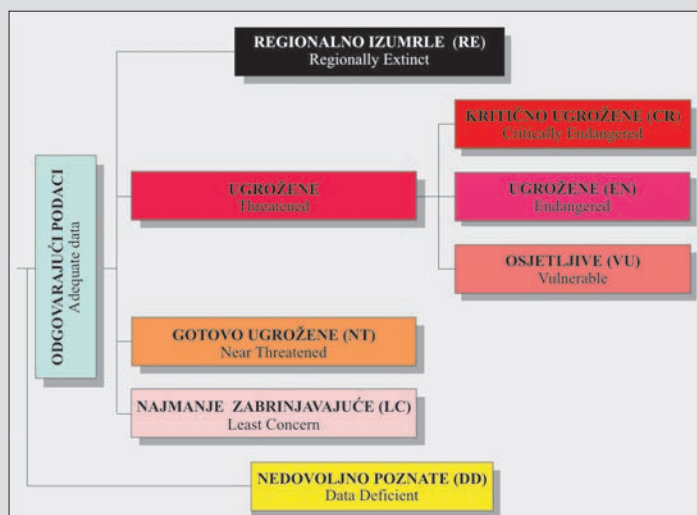 REGIONALNO IZUMRLE (RE)
Regionally Extinct
KRITIČNO UGROŽENE (CR)
Critically Endangered
UGROŽENE
Threatened
UGROŽENE (EN)
Endangered
OSJETLJIVE (VU)
Vulnerable
ODGOVARAJUĆI PODACI
Adequate data
GOTOVO UGROŽENE (NT)
Near Threatened
NAJMANJE ZABRINJAVAJUĆE (LC)
Least Concern
NEDOVOLJNO POZNATE (DD)
Data Deficient